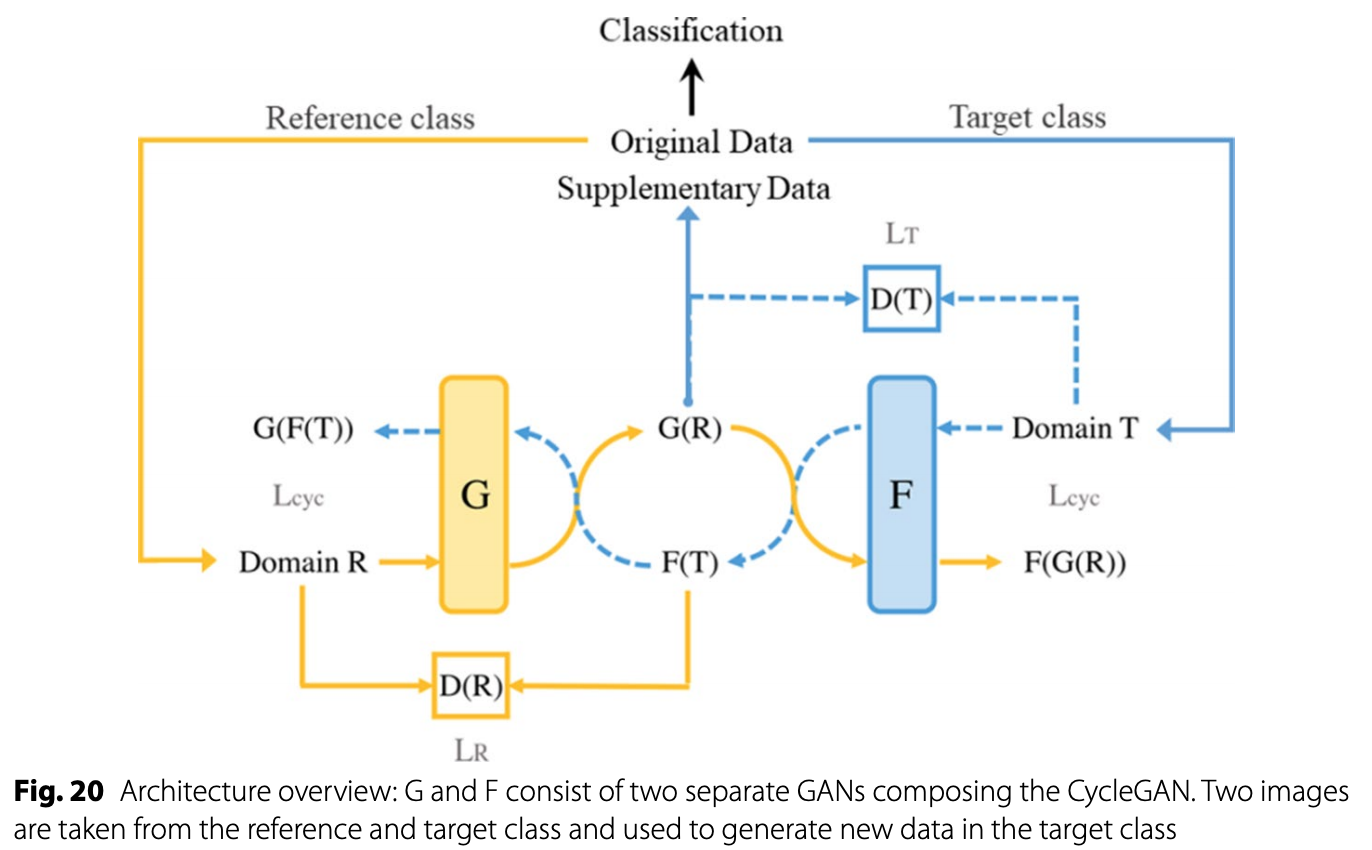 Classification
Reference class
Target class
Original Data
Supplementary Data
LT
D(T)
G(F(T))
G(R)
Domain T
Lcyc
G
F
Lcyc
Domain R
F(T)
F(G(R))
D(R)
LR
Fig. 20 Architecture overview: G and F consist of two separate GANs composing the CycleGAN. Two images
are taken from the reference and target class and used to generate new data in the target class